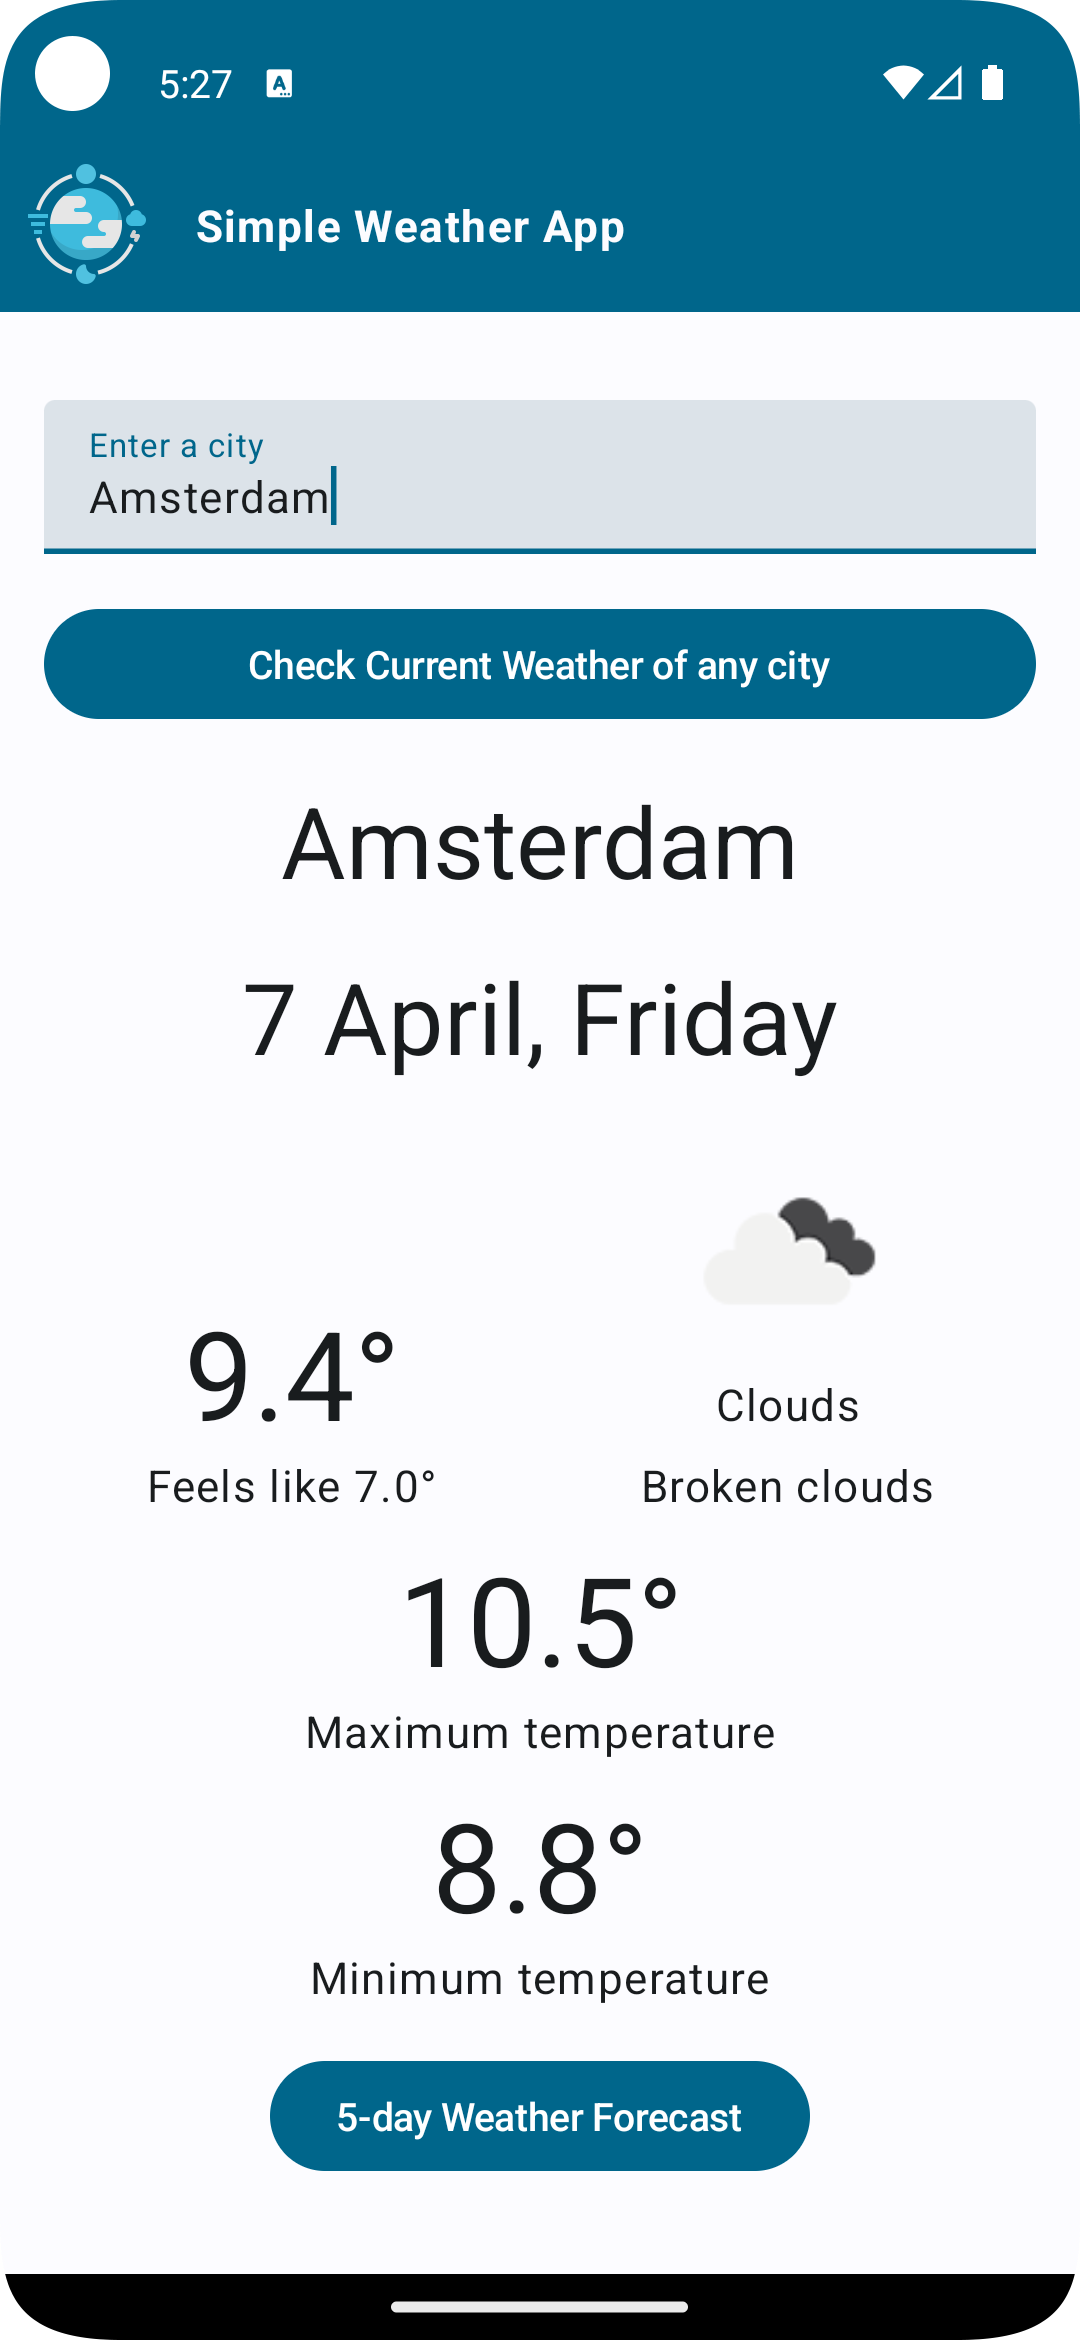 5:27
Simple Weather App
Enter a city
Amsterdam
Check Current Weather of any city
Amsterdam
7 April, Friday
9.4°
Clouds
Feels like 7.0°
Broken clouds
10.5°
Maximum temperature
8.8°
Minimum temperature
5-day Weather Forecast